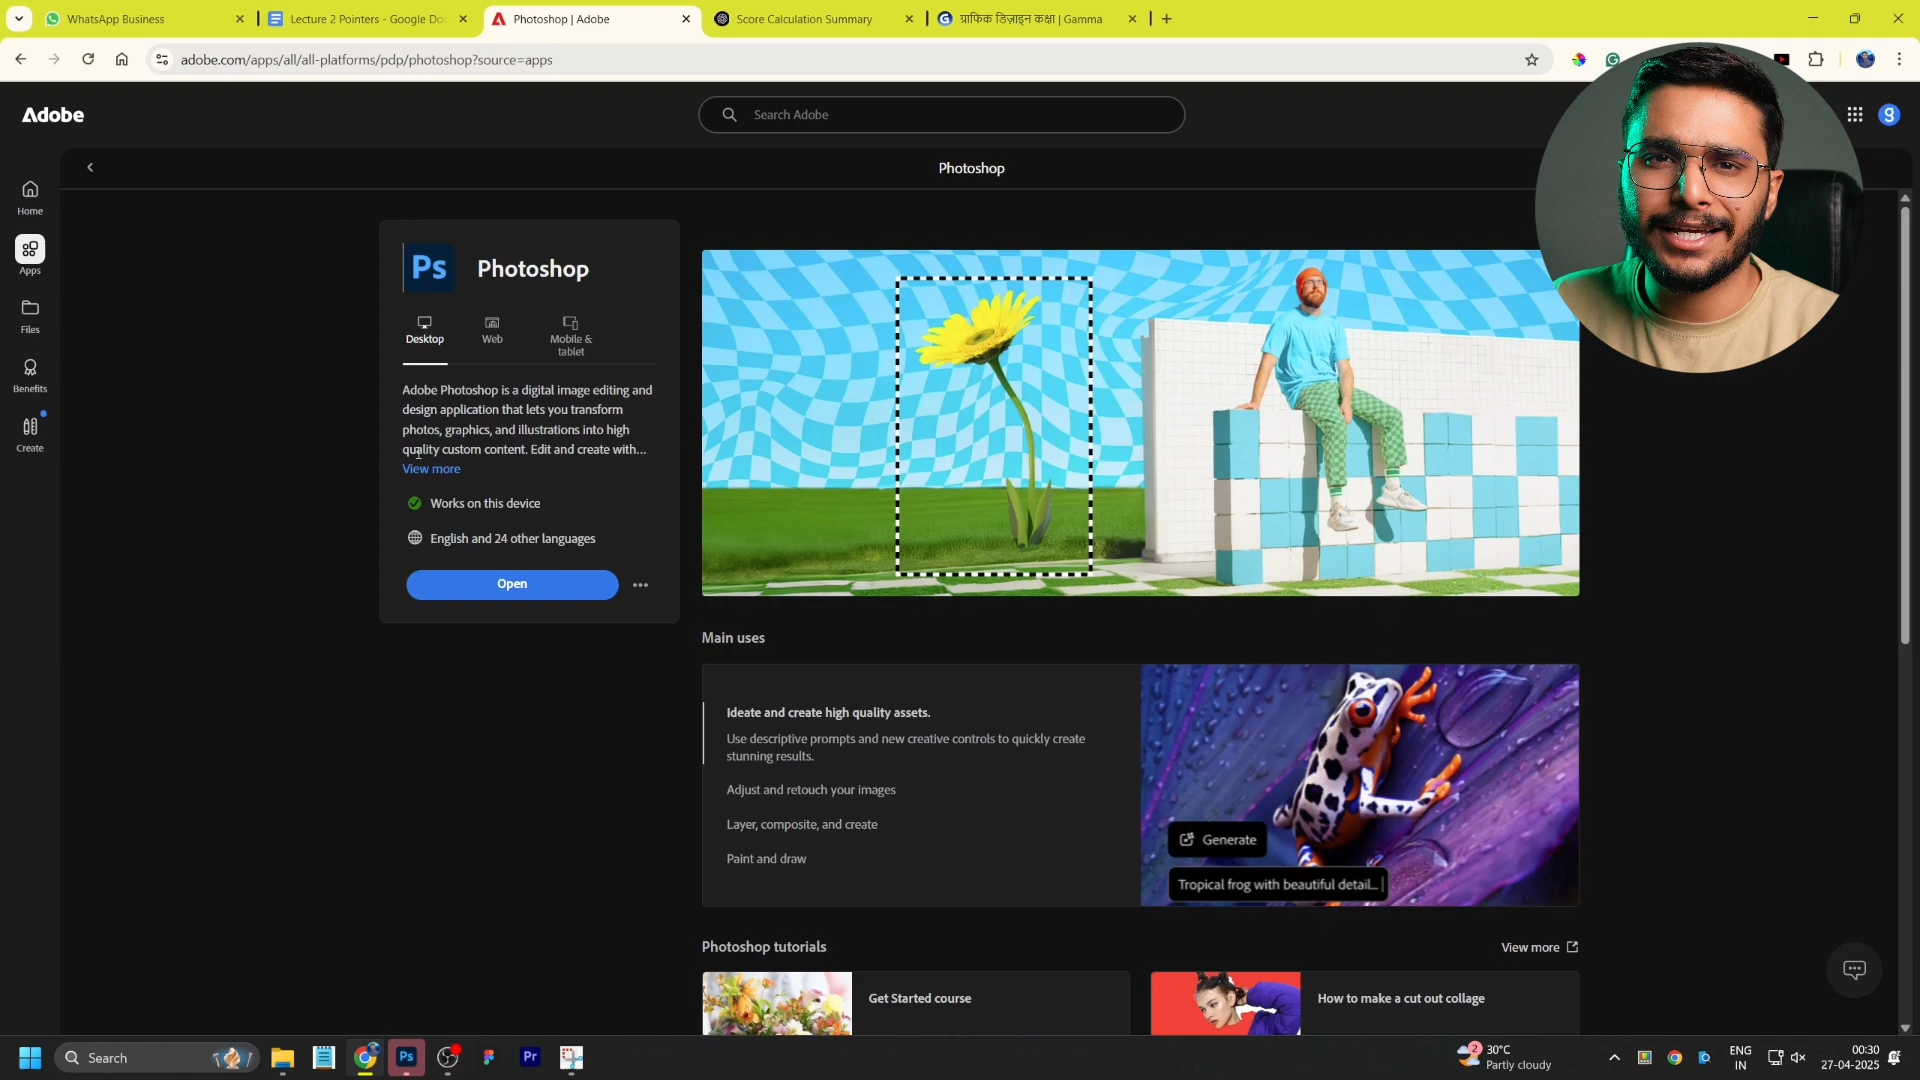 WhatsApp Business
Lecture 2 Pointers - Google Do
Photoshop | Adobe
Score Calculation Summary
ग्राफिक डिज़ाइन कक्षा | Gamma
adobe.com/apps/all/all-platforms/pdp/photoshop?source=apps
Adobe
Search Adobe
g
Photoshop
Home
Apps
Files
Benefits
Create
Ps
Photoshop
Desktop
Web
Mobile &
tablet
Adobe Photoshop is a digital image editing and
design application that lets you transform
photos, graphics, and illustrations into high
quality custom content. Edit and create with...
View more
Works on this device
English and 24 other languages
Open
Main uses
Ideate and create high quality assets.
Use descriptive prompts and new creative controls to quickly create
stunning results.
Adjust and retouch your images
Layer, composite, and create
Paint and draw
Generate
Tropical frog with beautiful detail...
Photoshop tutorials
View more
Get Started course
How to make a cut out collage
Search
Ps
Pr
2
30°C
Partly cloudy
ENG
IN
00:30
27-04-2025